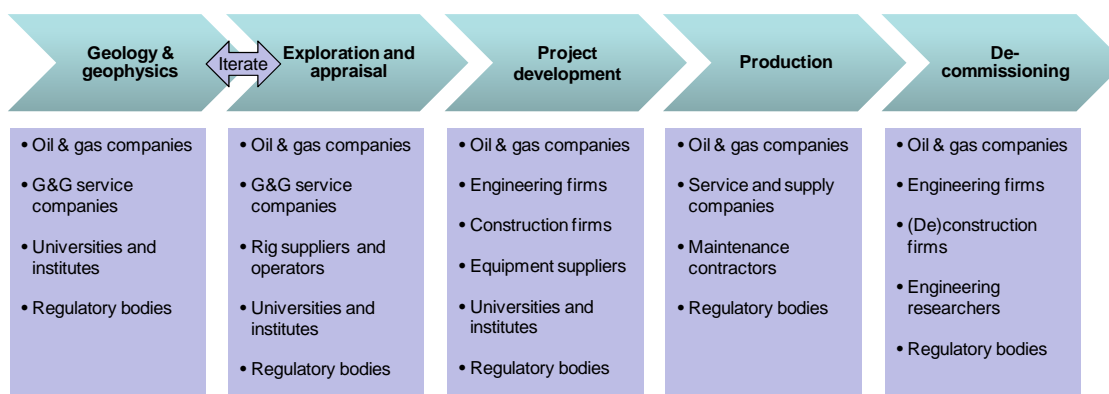 Geology &
geophysics
Iterate
Exploration and
appraisal
Project
development
Production
De-
commissioning
• Oil & gas companies
• G&G service
companies
• Universities and
institutes
• Regulatory bodies
• Oil & gas companies
• G&G service
companies
• Rig suppliers and
operators
• Universities and
institutes
• Regulatory bodies
• Oil & gas companies
• Engineering firms
• Construction firms
• Equipment suppliers
• Universities and
institutes
• Regulatory bodies
• Oil & gas companies
• Service and supply
companies
• Maintenance
contractors
• Regulatory bodies
• Oil & gas companies
• Engineering firms
• (De)construction
firms
• Engineering
researchers
• Regulatory bodies